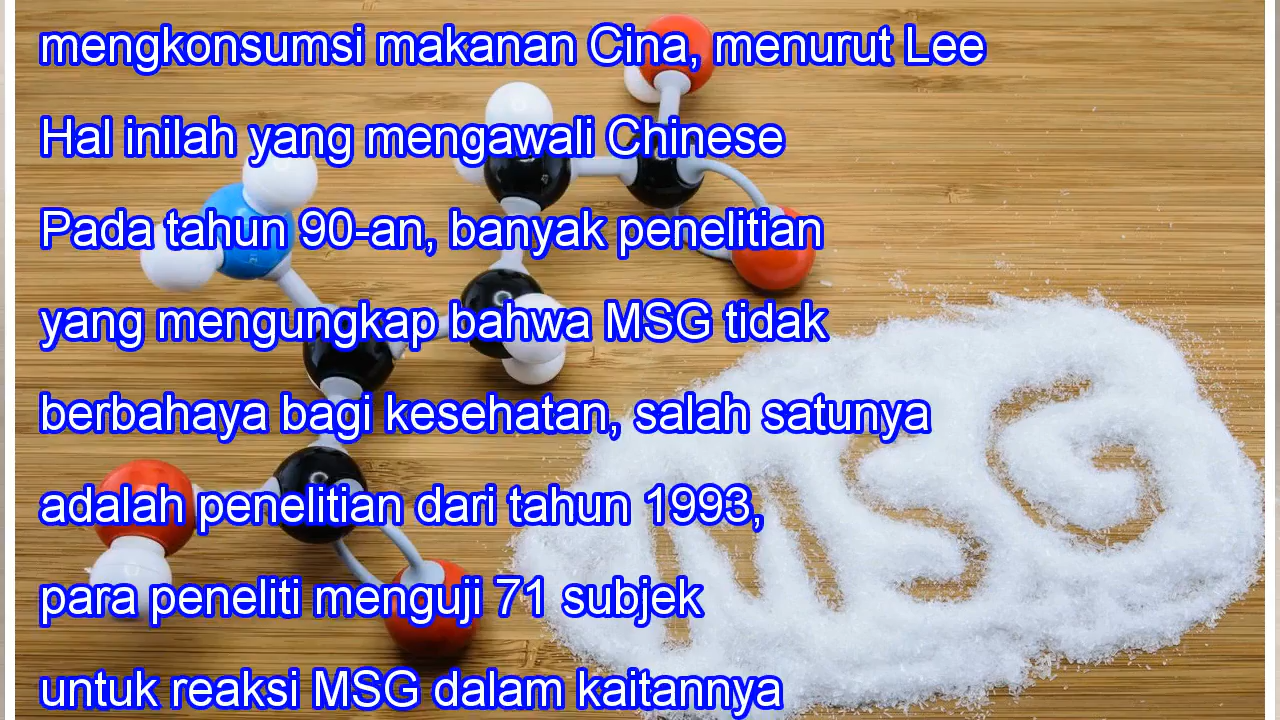 mengkonsumsi makanan Cina, menurut Lee
Hal inilah yang mengawali Chinese
Pada tahun 90-an, banyak penelitian
yang mengungkap bahwa MSG tidak
berbahaya bagi kesehatan, salah satunya
adalah penelitian dari tahun 1993,
para peneliti menguji 71 subjek
untuk reaksi MSG dalam kaitannya
MSG